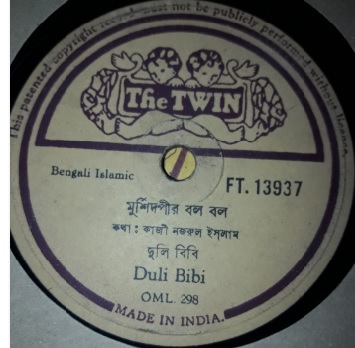 This patented copyright record must not be publicly performed without licence
The TWIN
Bengali Islamic
FT. 13937
মুর্শিদপীর বল বল
কথা : কাজী নজরুল ইসলাম
দুলি বিবি
Duli Bibi
OML. 298
MADE IN INDIA.